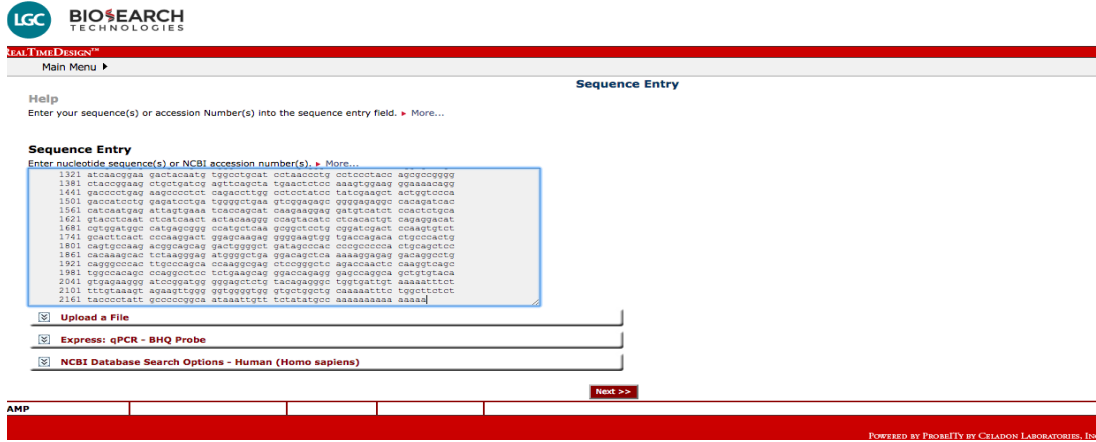 LGC
BIOSEARCH
TECHNOLOGIES
REALTIMEDESIGN™
Main Menu
Sequence Entry
Help
Enter your sequence(s) or accession Number(s) into the sequence entry field. More...
Sequence Entry
Enter nucleotide sequence(s) or NCBI accession number(s). More...
1321 atcaacggaa gactacaatg tggcctgcat cctaaccctg cctccctacc agcgccgggg
1381 ctaccggaag ctgctgatcg agttcagcta tgaactctcc aaagtggaag ggaaaacagg
1441 gacccctgag aagcccctct cagaccttgg cctcctatcc tatcgaagct actggtccca
1501 gaccatcctg gagatcctga tggggctgaa gtcggagagc ggggagaggc cacagatcac
1561 catcaatgag attagtgaaa tcaccagcat caagaaggag gatgtcatct ccactctgca
1621 gtacctcaat ctcatcaact actacaaggg ccagtacatc ctcacactgt cagaggacat
1681 cgtggatggc catgagcggg ccatgctcaa gcggctcctg cggatcgact ccaagtgtct
1741 gcacttcact cccaaggact ggagcaagag ggggaagtgg tgaccagaca ctgcccactg
1801 cagtgccaag acggcagcag gactggggct gatagcccac cccgccccca ctgcagctcc
1861 cacaaagcac tctaagggag atggggctga ggacagctca aaaaggagag gacaggcctg
1921 cagggcccac ttgcccagca ccaaggcgag ctccgggctc agaccaactc caaggtcagc
1981 tggccacagc ccaggcctcc tctgaagcag ggaccagagg gagccaggca gctgtgtaca
2041 gtgagaaggg atccggatgg gggagctctg tacagagggc tggtgattgt aaaaatttct
2101 tttgtaaagt agaagttggg ggtggggtgg gtgctggctg caaaaatttc tggcttctct
2161 tacccctatt gcccccggca ataaattgtt tctatatgcc aaaaaaaaaa aaaaa
Upload a File
Express: qPCR - BHQ Probe
NCBI Database Search Options - Human (Homo sapiens)
Next >>
AMP
POWERED BY PROBEITY BY CELADON LABORATORIES, INC